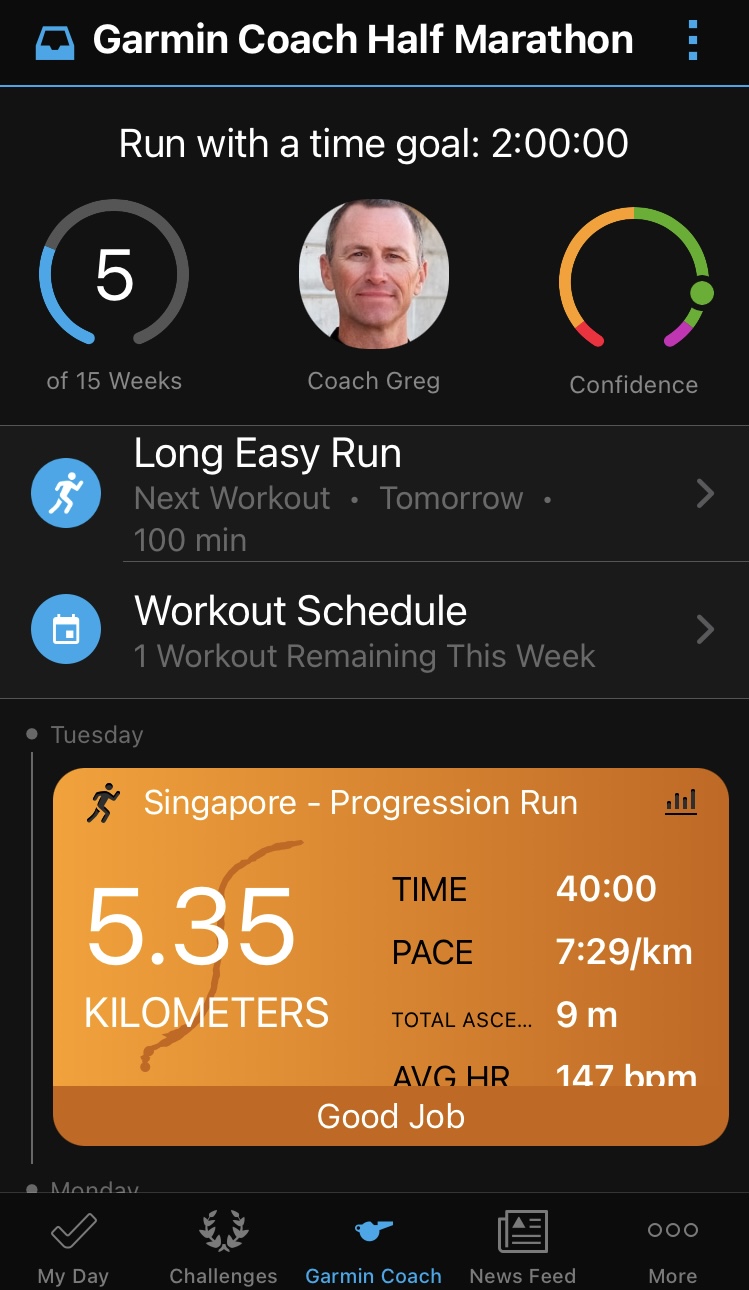 Garmin Coach Half Marathon
Run with a time goal: 2:00:00
5
of 15 Weeks
Coach Greg
Confidence
Long Easy Run
Next Workout • Tomorrow •
100 min
Workout Schedule
1 Workout Remaining This Week
Tuesday
Singapore - Progression Run
5.35
KILOMETERS
TIME 40:00
PACE 7:29/km
TOTAL ASCE... 9 m
AVG HR 147 bpm
Good Job
Monday
My Day Challenges Garmin Coach News Feed More